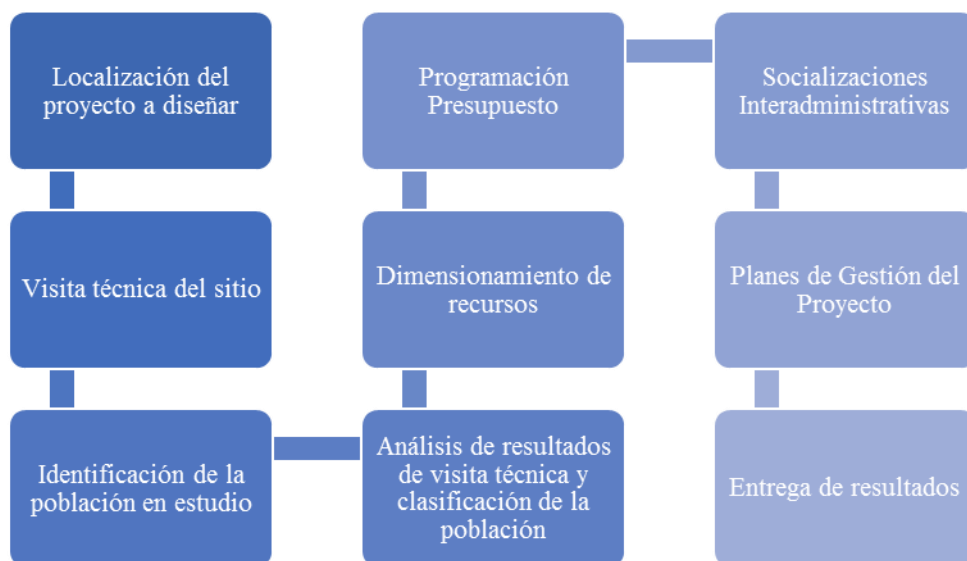 Localización del
proyecto a diseñar
Visita técnica del sitio
Identificación de la
población en estudio
Análisis de resultados
de visita técnica y
clasificación de la
población
Dimensionamiento de
recursos
Programación
Presupuesto
Socializaciones
Interadministrativas
Planes de Gestión del
Proyecto
Entrega de resultados